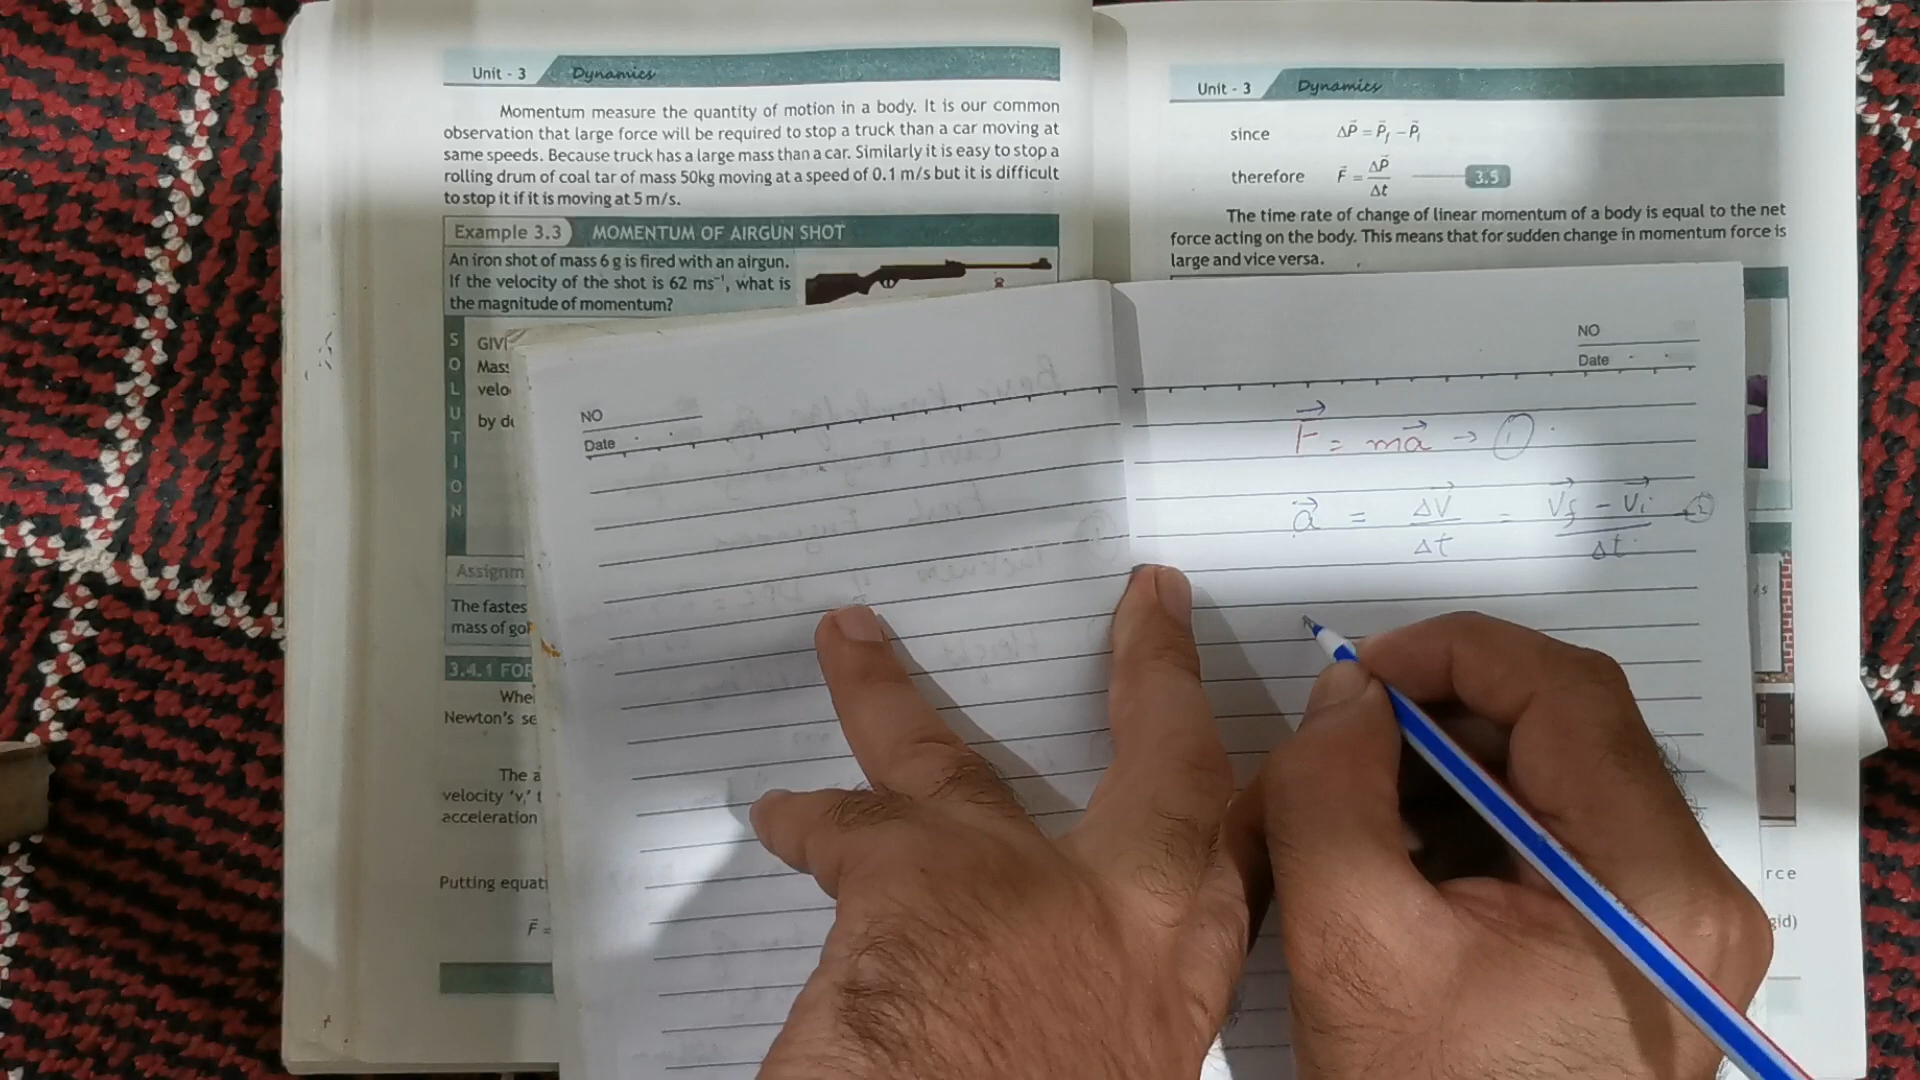 Unit - 3 Dynamics
Momentum measure the quantity of motion in a body. It is our common
observation that large force will be required to stop a truck than a car moving at
same speeds. Because truck has a large mass than a car. Similarly it is easy to stop a
rolling drum of coal tar of mass 50kg moving at a speed of 0.1 m/s but it is difficult
to stop it if it is moving at 5 m/s.
Example 3.3 MOMENTUM OF AIRGUN SHOT
An iron shot of mass 6 g is fired with an airgun.
If the velocity of the shot is 62 ms⁻¹, what is
the magnitude of momentum?
SOLUTION
GIV
Mass
velo
by d
Assignm
The fastes
mass of go
3.4.1 FOR
Whe
Newton's se
The a
velocity 'vᵢ' t
acceleration
Putting equati
F⃗ =
Unit - 3 Dynamics
since ΔP⃗ = P⃗f − P⃗i
therefore F⃗ = ΔP⃗/Δt 3.5
The time rate of change of linear momentum of a body is equal to the net
force acting on the body. This means that for sudden change in momentum force is
large and vice versa.
rce
gid)
NO
Date
NO
Date
F⃗ = ma⃗ → ①
a⃗ = ΔV⃗/Δt = V⃗f − V⃗i/Δt → ②